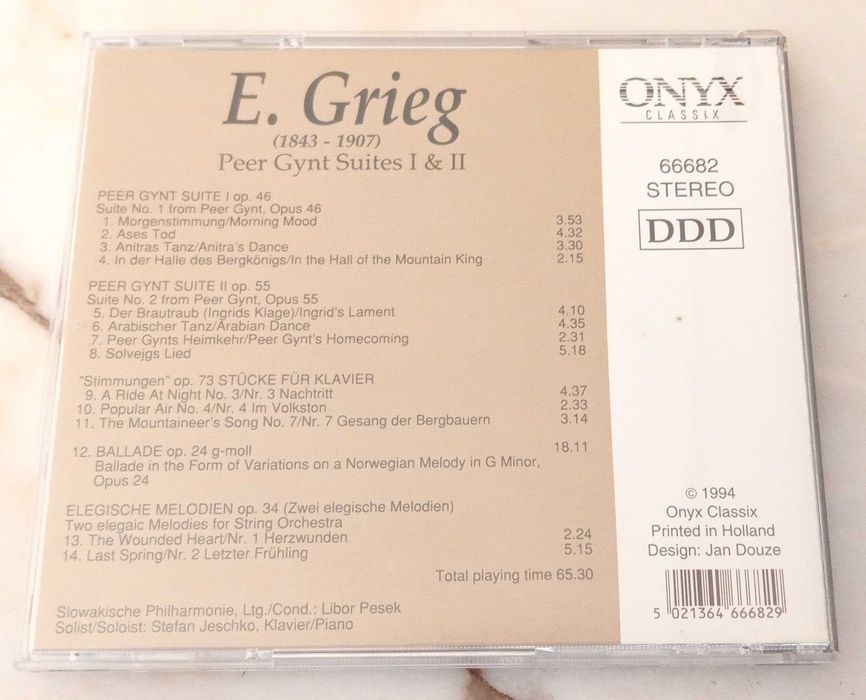 E. Grieg
(1843 - 1907)
Peer Gynt Suites I & II
PEER GYNT SUITE I op. 46
Suite No. 1 from Peer Gynt, Opus 46
1. Morgenstimmung/Morning Mood 3.53
2. Ases Tod 4.32
3. Anitras Tanz/Anitra's Dance 3.30
4. In der Halle des Bergkönigs/In the Hall of the Mountain King 2.15
PEER GYNT SUITE II op. 55
Suite No. 2 from Peer Gynt, Opus 55
5. Der Brautraub (Ingrids Klage)/Ingrid's Lament 4.10
6. Arabischer Tanz/Arabian Dance 4.35
7. Peer Gynts Heimkehr/Peer Gynt's Homecoming 2.31
8. Solvejgs Lied 5.18
"Stimmungen" op. 73 STÜCKE FÜR KLAVIER
9. A Ride At Night No. 3/Nr. 3 Nachtritt 4.37
10. Popular Air No. 4/Nr. 4 Im Volkston 2.33
11. The Mountaineer's Song No. 7/Nr. 7 Gesang der Bergbauern 3.14
12. BALLADE op. 24 g-moll 18.11
Ballade in the Form of Variations on a Norwegian Melody in G Minor,
Opus 24
ELEGISCHE MELODIEN op. 34 (Zwei elegische Melodien)
Two elegaic Melodies for String Orchestra
13. The Wounded Heart/Nr. 1 Herzwunden 2.24
14. Last Spring/Nr. 2 Letzter Frühling 5.15
Total playing time 65.30
Slowakische Philharmonie, Ltg./Cond.: Libor Pesek
Solist/Soloist: Stefan Jeschko, Klavier/Piano
ONYX
CLASSIX
66682
STEREO
DDD
© 1994
Onyx Classix
Printed in Holland
Design: Jan Douze
5 021364 666829